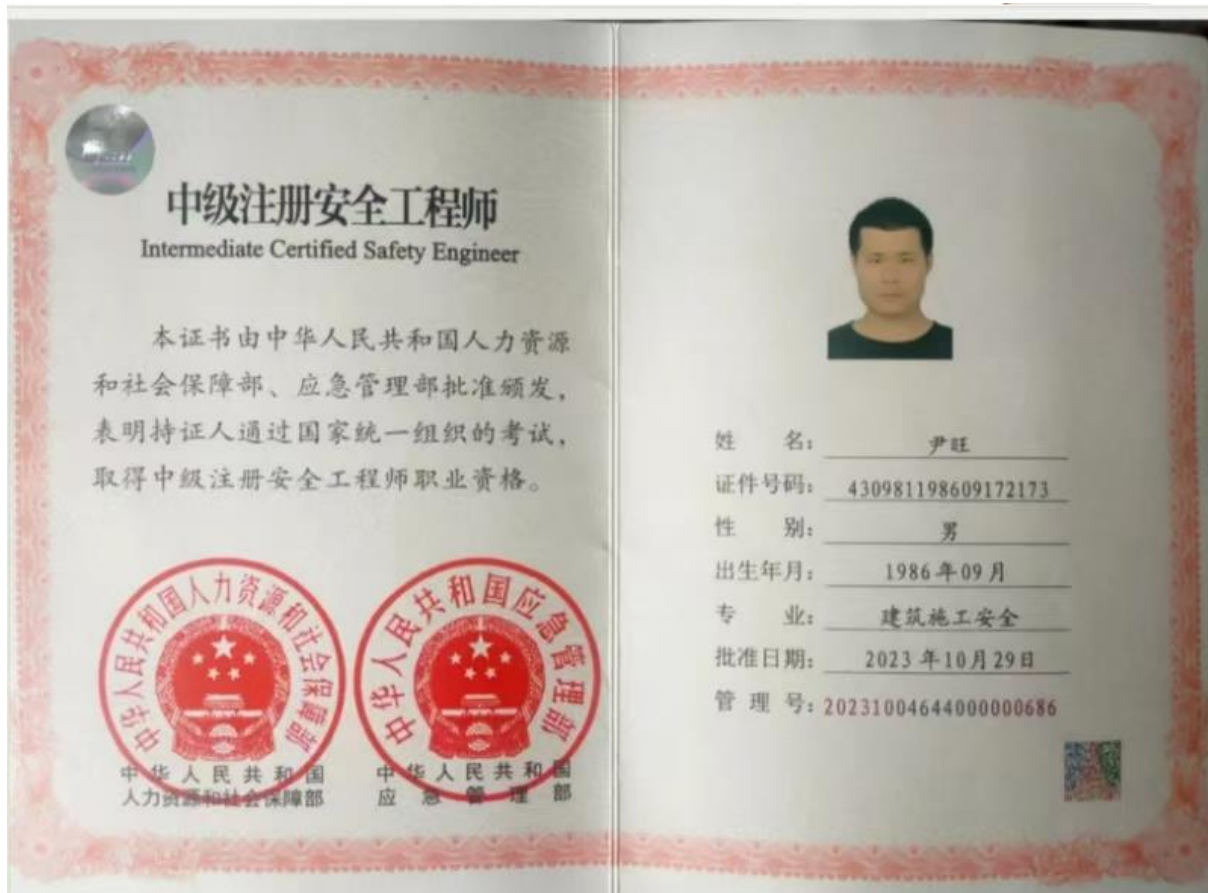 中级注册安全工程师
Intermediate Certified Safety Engineer
本证书由中华人民共和国人力资源
和社会保障部、应急管理部批准颁发，
表明持证人通过国家统一组织的考试，
取得中级注册安全工程师职业资格。
中华人民共和国人力资源和社会保障部
中华人民共和国应急管理部
中华人民共和国
人力资源和社会保障部
中华人民共和国
应急管理部
姓名：尹旺
证件号码：430981198609172173
性别：男
出生年月：1986年09月
专业：建筑施工安全
批准日期：2023年10月29日
管理号：20231004644000000686